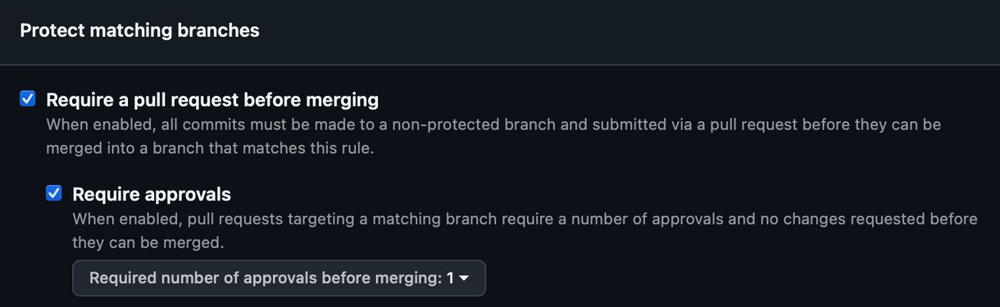 Protect matching branches
Require a pull request before merging
When enabled, all commits must be made to a non-protected branch and submitted via a pull request before they can be
merged into a branch that matches this rule.
Require approvals
When enabled, pull requests targeting a matching branch require a number of approvals and no changes requested before
they can be merged.
Required number of approvals before merging: 1